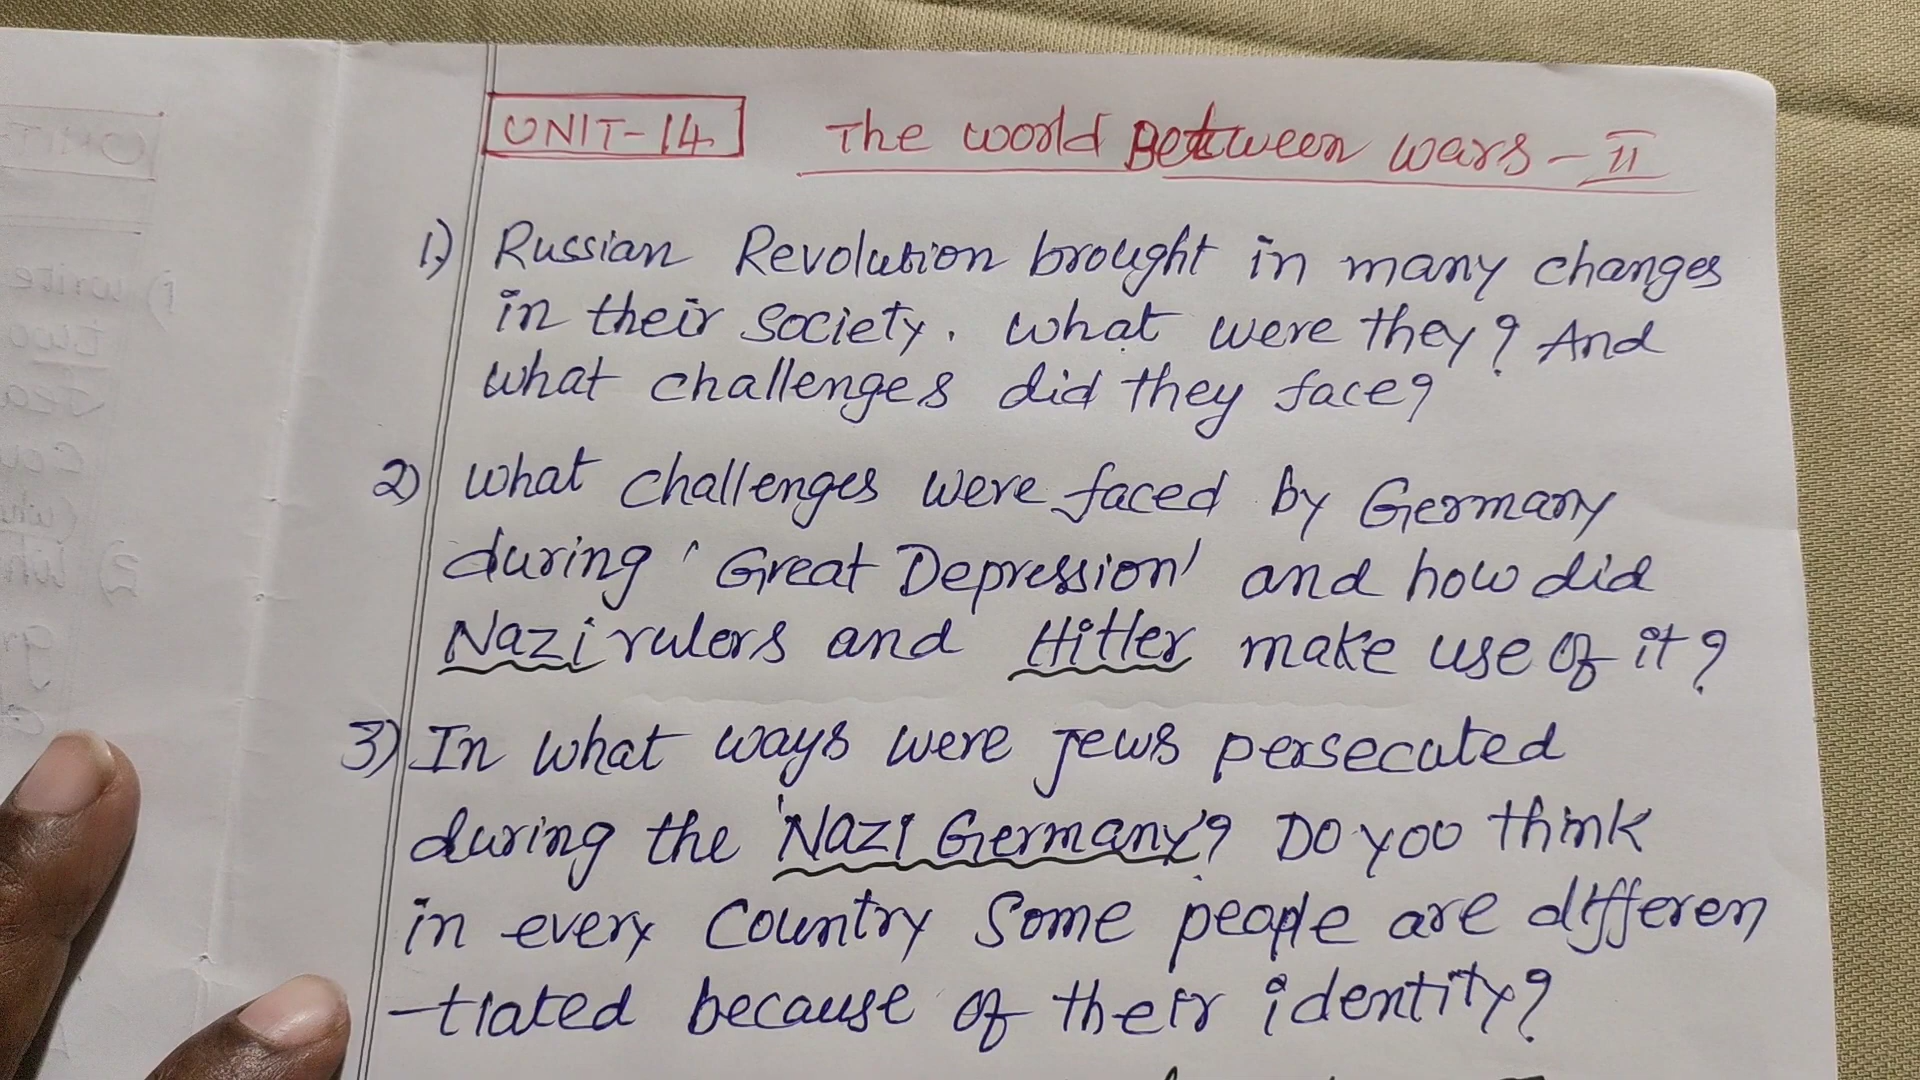 UNIT-14 The world Between wars - II
1) Russian Revolution brought in many changes
in their society. what were they? And
what challenges did they face?
2) what challenges were faced by Germany
during 'Great Depression' and how did
Nazi rulers and Hitler make use of it?
3) In what ways were jews persecuted
during the 'Nazi Germany'? Do you think
in every country some people are differen
-tiated because of their identity?